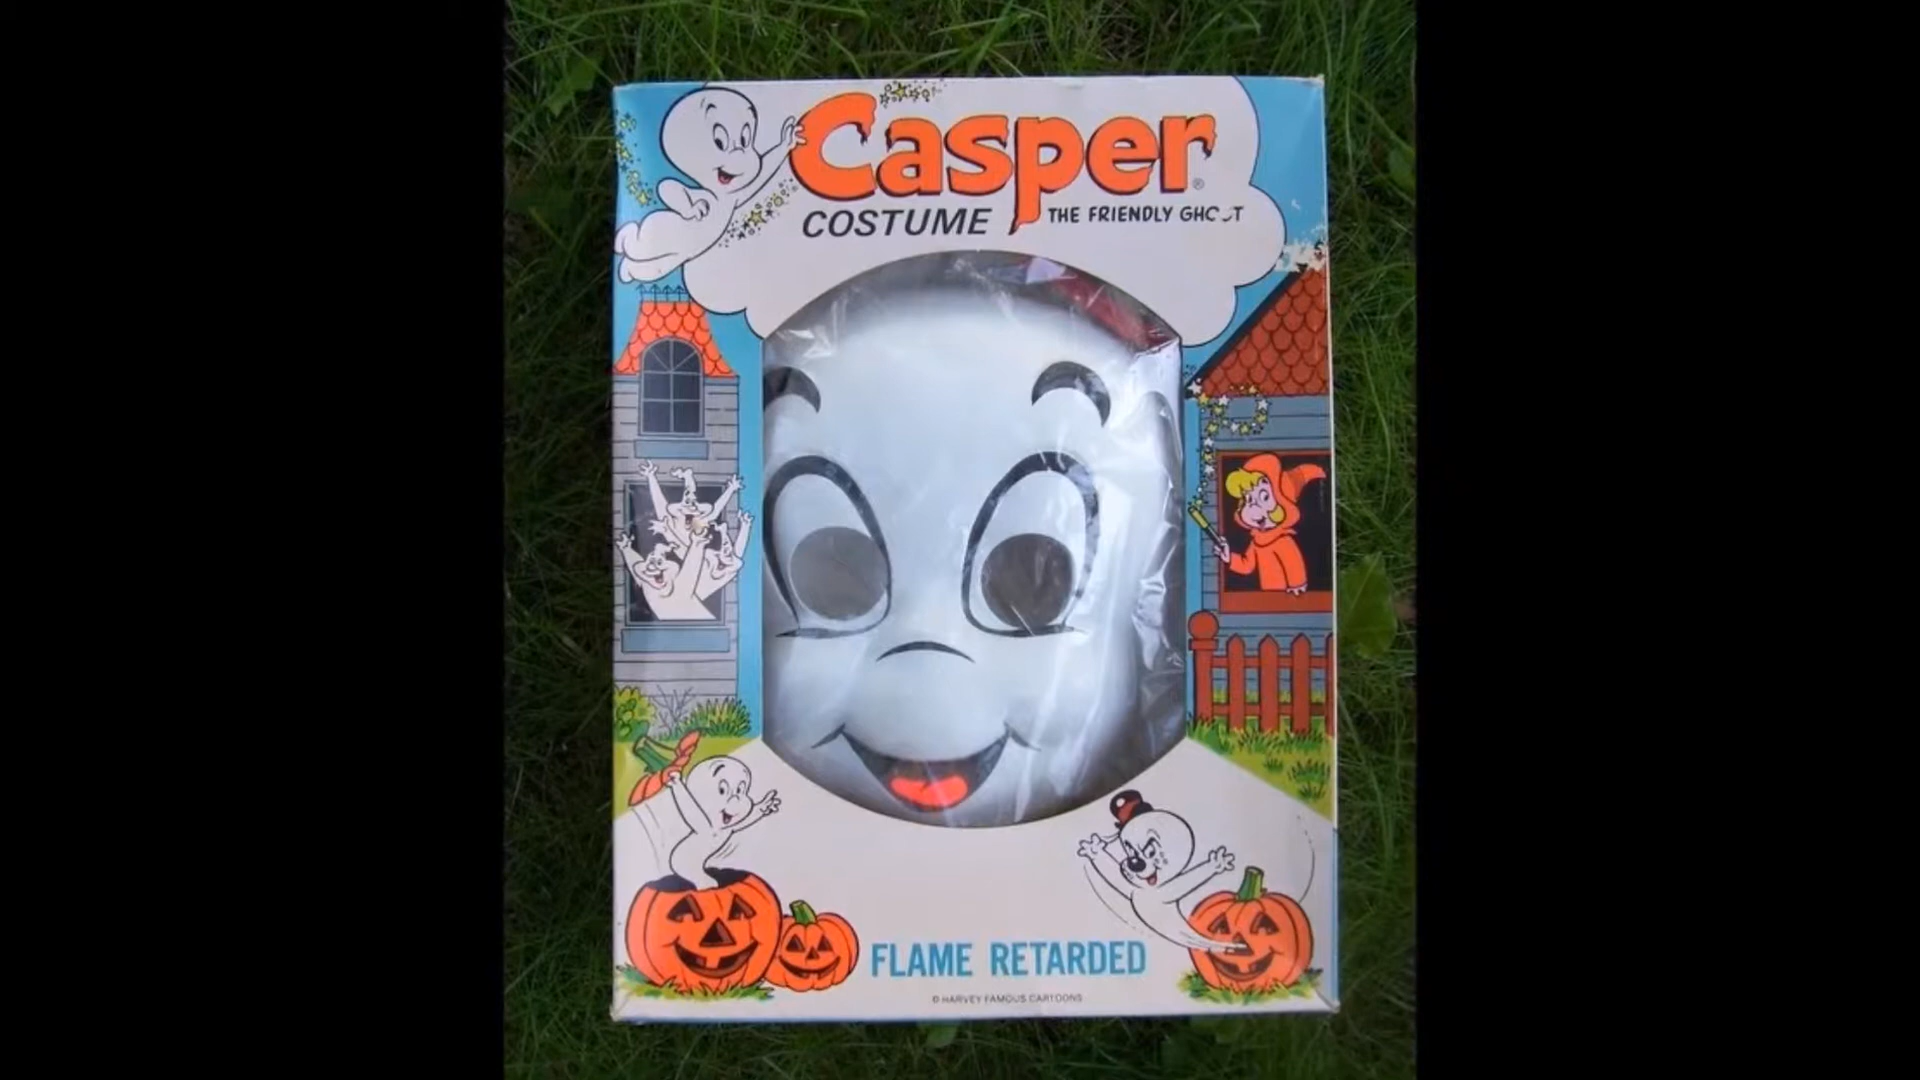 Casper®
COSTUME
THE FRIENDLY GHOST
FLAME RETARDED
© HARVEY FAMOUS CARTOONS